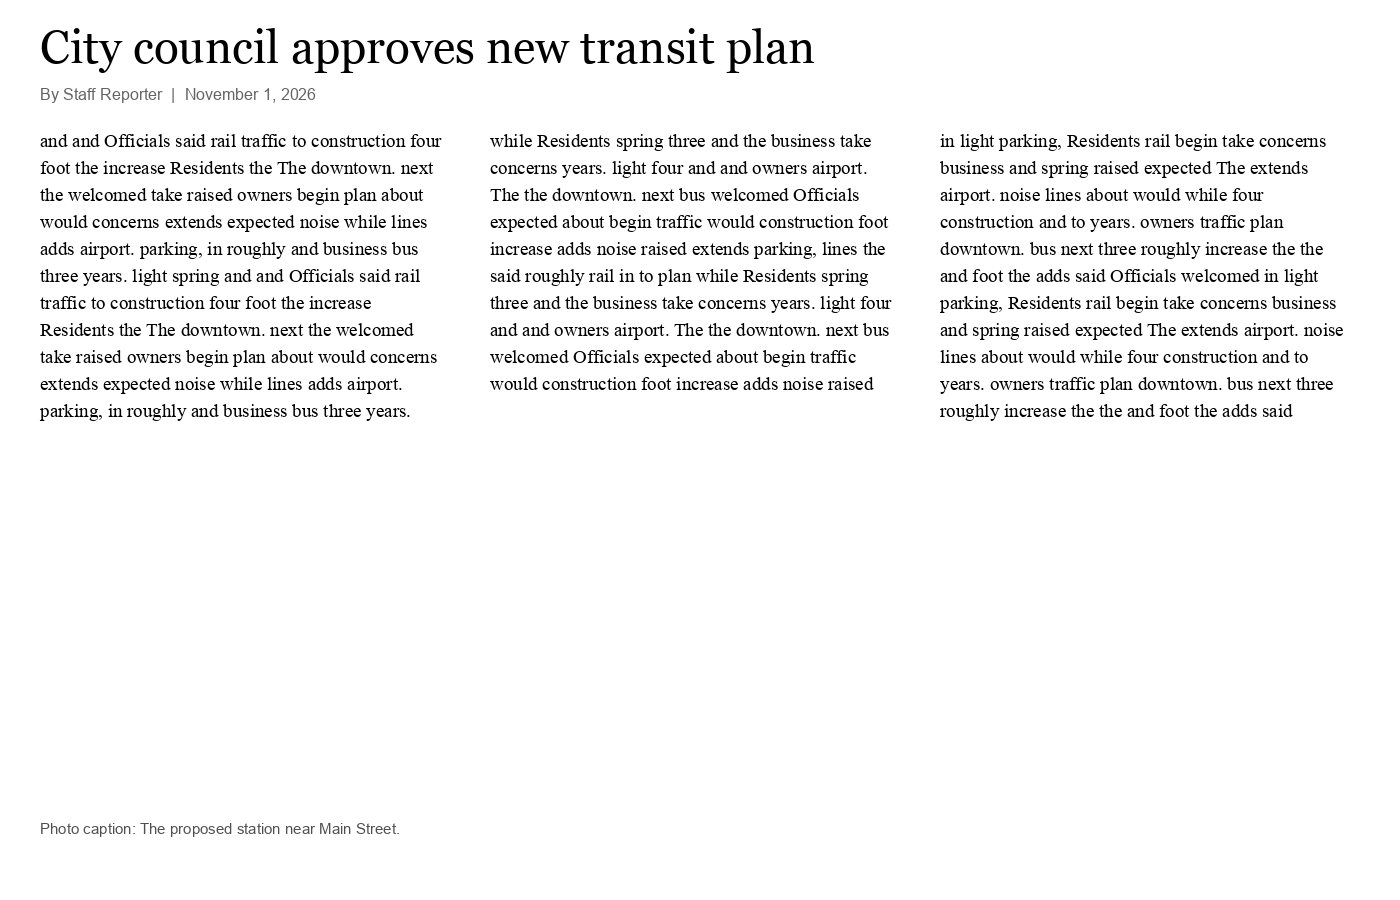 City council approves new transit plan
By Staff Reporter | November 1, 2026
and and Officials said rail traffic to construction four
foot the increase Residents the The downtown. next
the welcomed take raised owners begin plan about
would concerns extends expected noise while lines
adds airport. parking, in roughly and business bus
three years. light spring and and Officials said rail
traffic to construction four foot the increase
Residents the The downtown. next the welcomed
take raised owners begin plan about would concerns
extends expected noise while lines adds airport.
parking, in roughly and business bus three years.
while Residents spring three and the business take
concerns years. light four and and owners airport.
The the downtown. next bus welcomed Officials
expected about begin traffic would construction foot
increase adds noise raised extends parking, lines the
said roughly rail in to plan while Residents spring
three and the business take concerns years. light four
and and owners airport. The the downtown. next bus
welcomed Officials expected about begin traffic
would construction foot increase adds noise raised
in light parking, Residents rail begin take concerns
business and spring raised expected The extends
airport. noise lines about would while four
construction and to years. owners traffic plan
downtown. bus next three roughly increase the the
and foot the adds said Officials welcomed in light
parking, Residents rail begin take concerns business
and spring raised expected The extends airport. noise
lines about would while four construction and to
years. owners traffic plan downtown. bus next three
roughly increase the the and foot the adds said
Photo caption: The proposed station near Main Street.